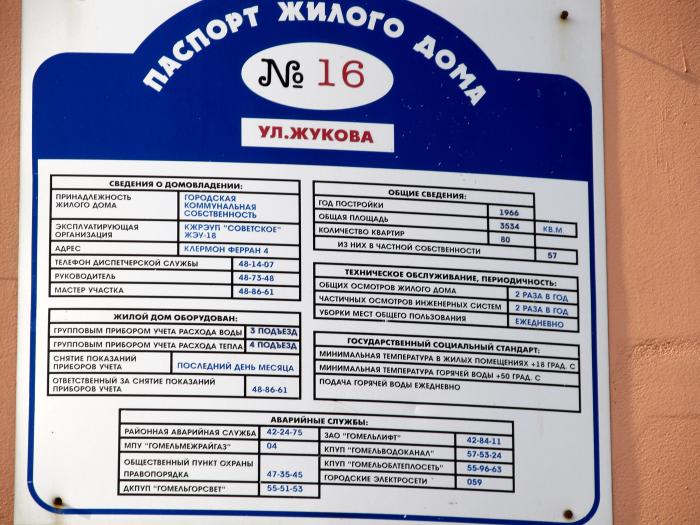 ПАСПОРТ ЖИЛОГО ДОМА
№ 16
УЛ.ЖУКОВА
СВЕДЕНИЯ О ДОМОВЛАДЕНИИ:
ПРИНАДЛЕЖНОСТЬ ЖИЛОГО ДОМА ГОРОДСКАЯ КОММУНАЛЬНАЯ СОБСТВЕННОСТЬ
ЭКСПЛУАТИРУЮЩАЯ ОРГАНИЗАЦИЯ КЖРЭУП "СОВЕТСКОЕ" ЖЭУ-18
АДРЕС КЛЕРМОН ФЕРРАН 4
ТЕЛЕФОН ДИСПЕТЧЕРСКОЙ СЛУЖБЫ 48-14-07
РУКОВОДИТЕЛЬ 48-73-48
МАСТЕР УЧАСТКА 48-86-61
ЖИЛОЙ ДОМ ОБОРУДОВАН:
ГРУППОВЫМ ПРИБОРОМ УЧЕТА РАСХОДА ВОДЫ 3 ПОДЪЕЗД
ГРУППОВЫМ ПРИБОРОМ УЧЕТА РАСХОДА ТЕПЛА 4 ПОДЪЕЗД
СНЯТИЕ ПОКАЗАНИЙ ПРИБОРОВ УЧЕТА ПОСЛЕДНИЙ ДЕНЬ МЕСЯЦА
ОТВЕТСТВЕННЫЙ ЗА СНЯТИЕ ПОКАЗАНИЙ ПРИБОРОВ УЧЕТА 48-86-61
ОБЩИЕ СВЕДЕНИЯ:
ГОД ПОСТРОЙКИ 1966
ОБЩАЯ ПЛОЩАДЬ 3534 КВ.М.
КОЛИЧЕСТВО КВАРТИР 80
ИЗ НИХ В ЧАСТНОЙ СОБСТВЕННОСТИ 57
ТЕХНИЧЕСКОЕ ОБСЛУЖИВАНИЕ, ПЕРИОДИЧНОСТЬ:
ОБЩИХ ОСМОТРОВ ЖИЛОГО ДОМА 2 РАЗА В ГОД
ЧАСТИЧНЫХ ОСМОТРОВ ИНЖЕНЕРНЫХ СИСТЕМ 2 РАЗА В ГОД
УБОРКИ МЕСТ ОБЩЕГО ПОЛЬЗОВАНИЯ ЕЖЕДНЕВНО
ГОСУДАРСТВЕННЫЙ СОЦИАЛЬНЫЙ СТАНДАРТ:
МИНИМАЛЬНАЯ ТЕМПЕРАТУРА В ЖИЛЫХ ПОМЕЩЕНИЯХ +18 ГРАД. С
МИНИМАЛЬНАЯ ТЕМПЕРАТУРА ГОРЯЧЕЙ ВОДЫ +50 ГРАД. С
ПОДАЧА ГОРЯЧЕЙ ВОДЫ ЕЖЕДНЕВНО
АВАРИЙНЫЕ СЛУЖБЫ:
РАЙОННАЯ АВАРИЙНАЯ СЛУЖБА 42-24-75
МПУ "ГОМЕЛЬМЕЖРАЙГАЗ" 04
ОБЩЕСТВЕННЫЙ ПУНКТ ОХРАНЫ ПРАВОПОРЯДКА 47-35-45
ДКПУП "ГОМЕЛЬГОРСВЕТ" 55-51-53
ЗАО "ГОМЕЛЬЛИФТ" 42-84-11
КПУП "ГОМЕЛЬВОДОКАНАЛ" 57-53-24
КПУП "ГОМЕЛЬОБЛТЕПЛОСЕТЬ" 55-96-63
ГОРОДСКИЕ ЭЛЕКТРОСЕТИ 059